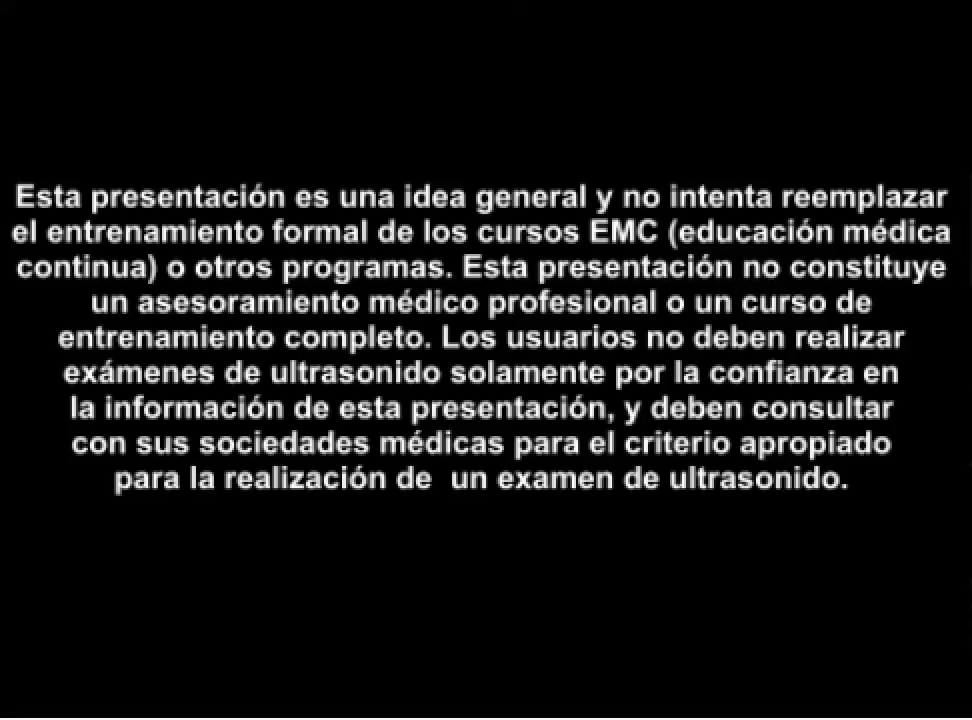 Esta presentación es una idea general y no intenta reemplazar
el entrenamiento formal de los cursos EMC (educación médica
continua) o otros programas. Esta presentación no constituye
un asesoramiento médico profesional o un curso de
entrenamiento completo. Los usuarios no deben realizar
exámenes de ultrasonido solamente por la confianza en
la información de esta presentación, y deben consultar
con sus sociedades médicas para el criterio apropiado
para la realización de  un examen de ultrasonido.